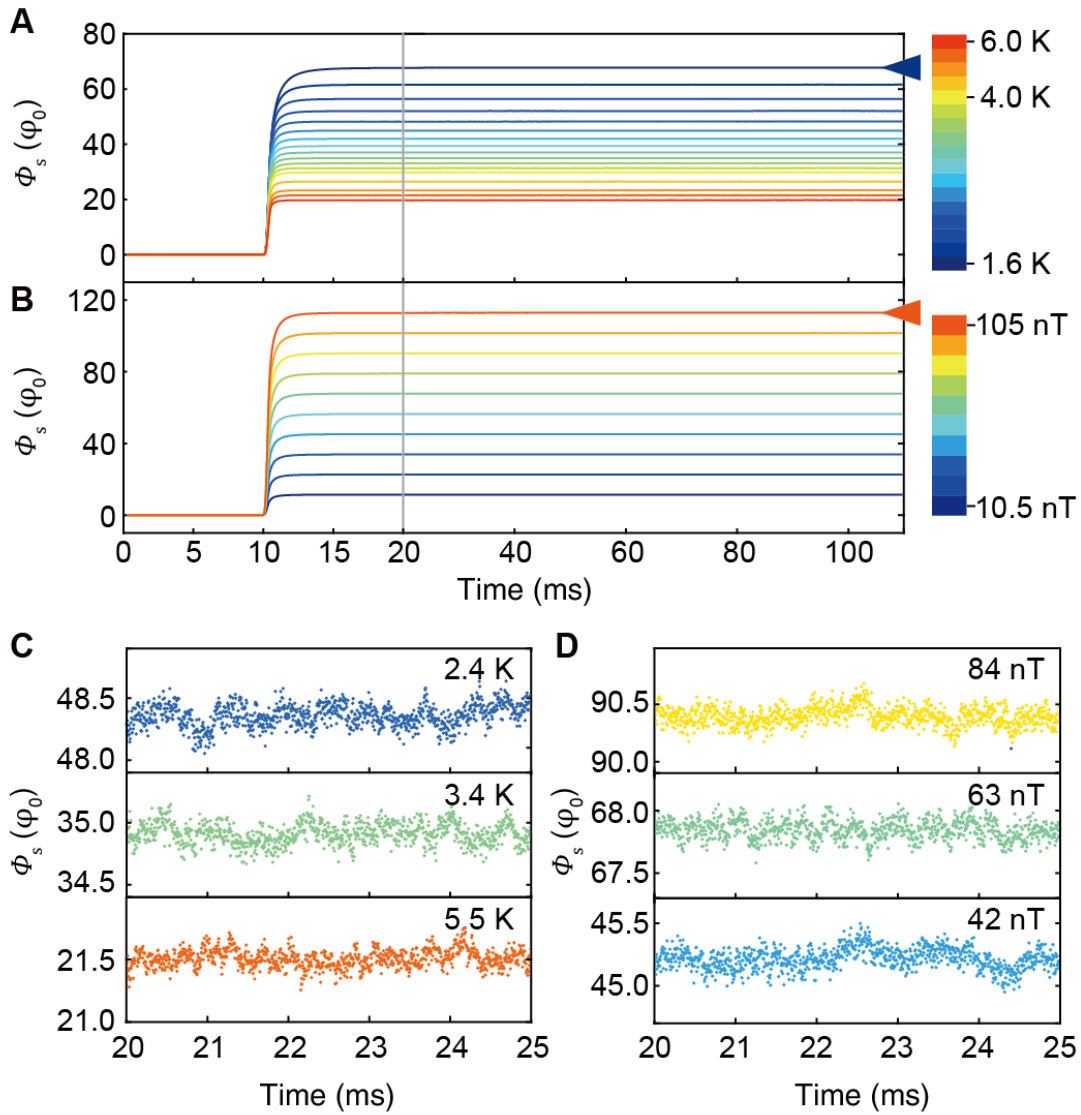 A
80
60
40
20
0
Φs (φ0)
6.0 K
4.0 K
1.6 K
B
120
80
40
0
Φs (φ0)
105 nT
10.5 nT
0 5 10 15 20 40 60 80 100
Time (ms)
C
2.4 K
48.5
48.0
3.4 K
35.0
34.5
5.5 K
21.5
21.0
Φs (φ0)
20 21 22 23 24 25
Time (ms)
D
84 nT
90.5
90.0
63 nT
68.0
67.5
42 nT
45.5
45.0
Φs (φ0)
20 21 22 23 24 25
Time (ms)